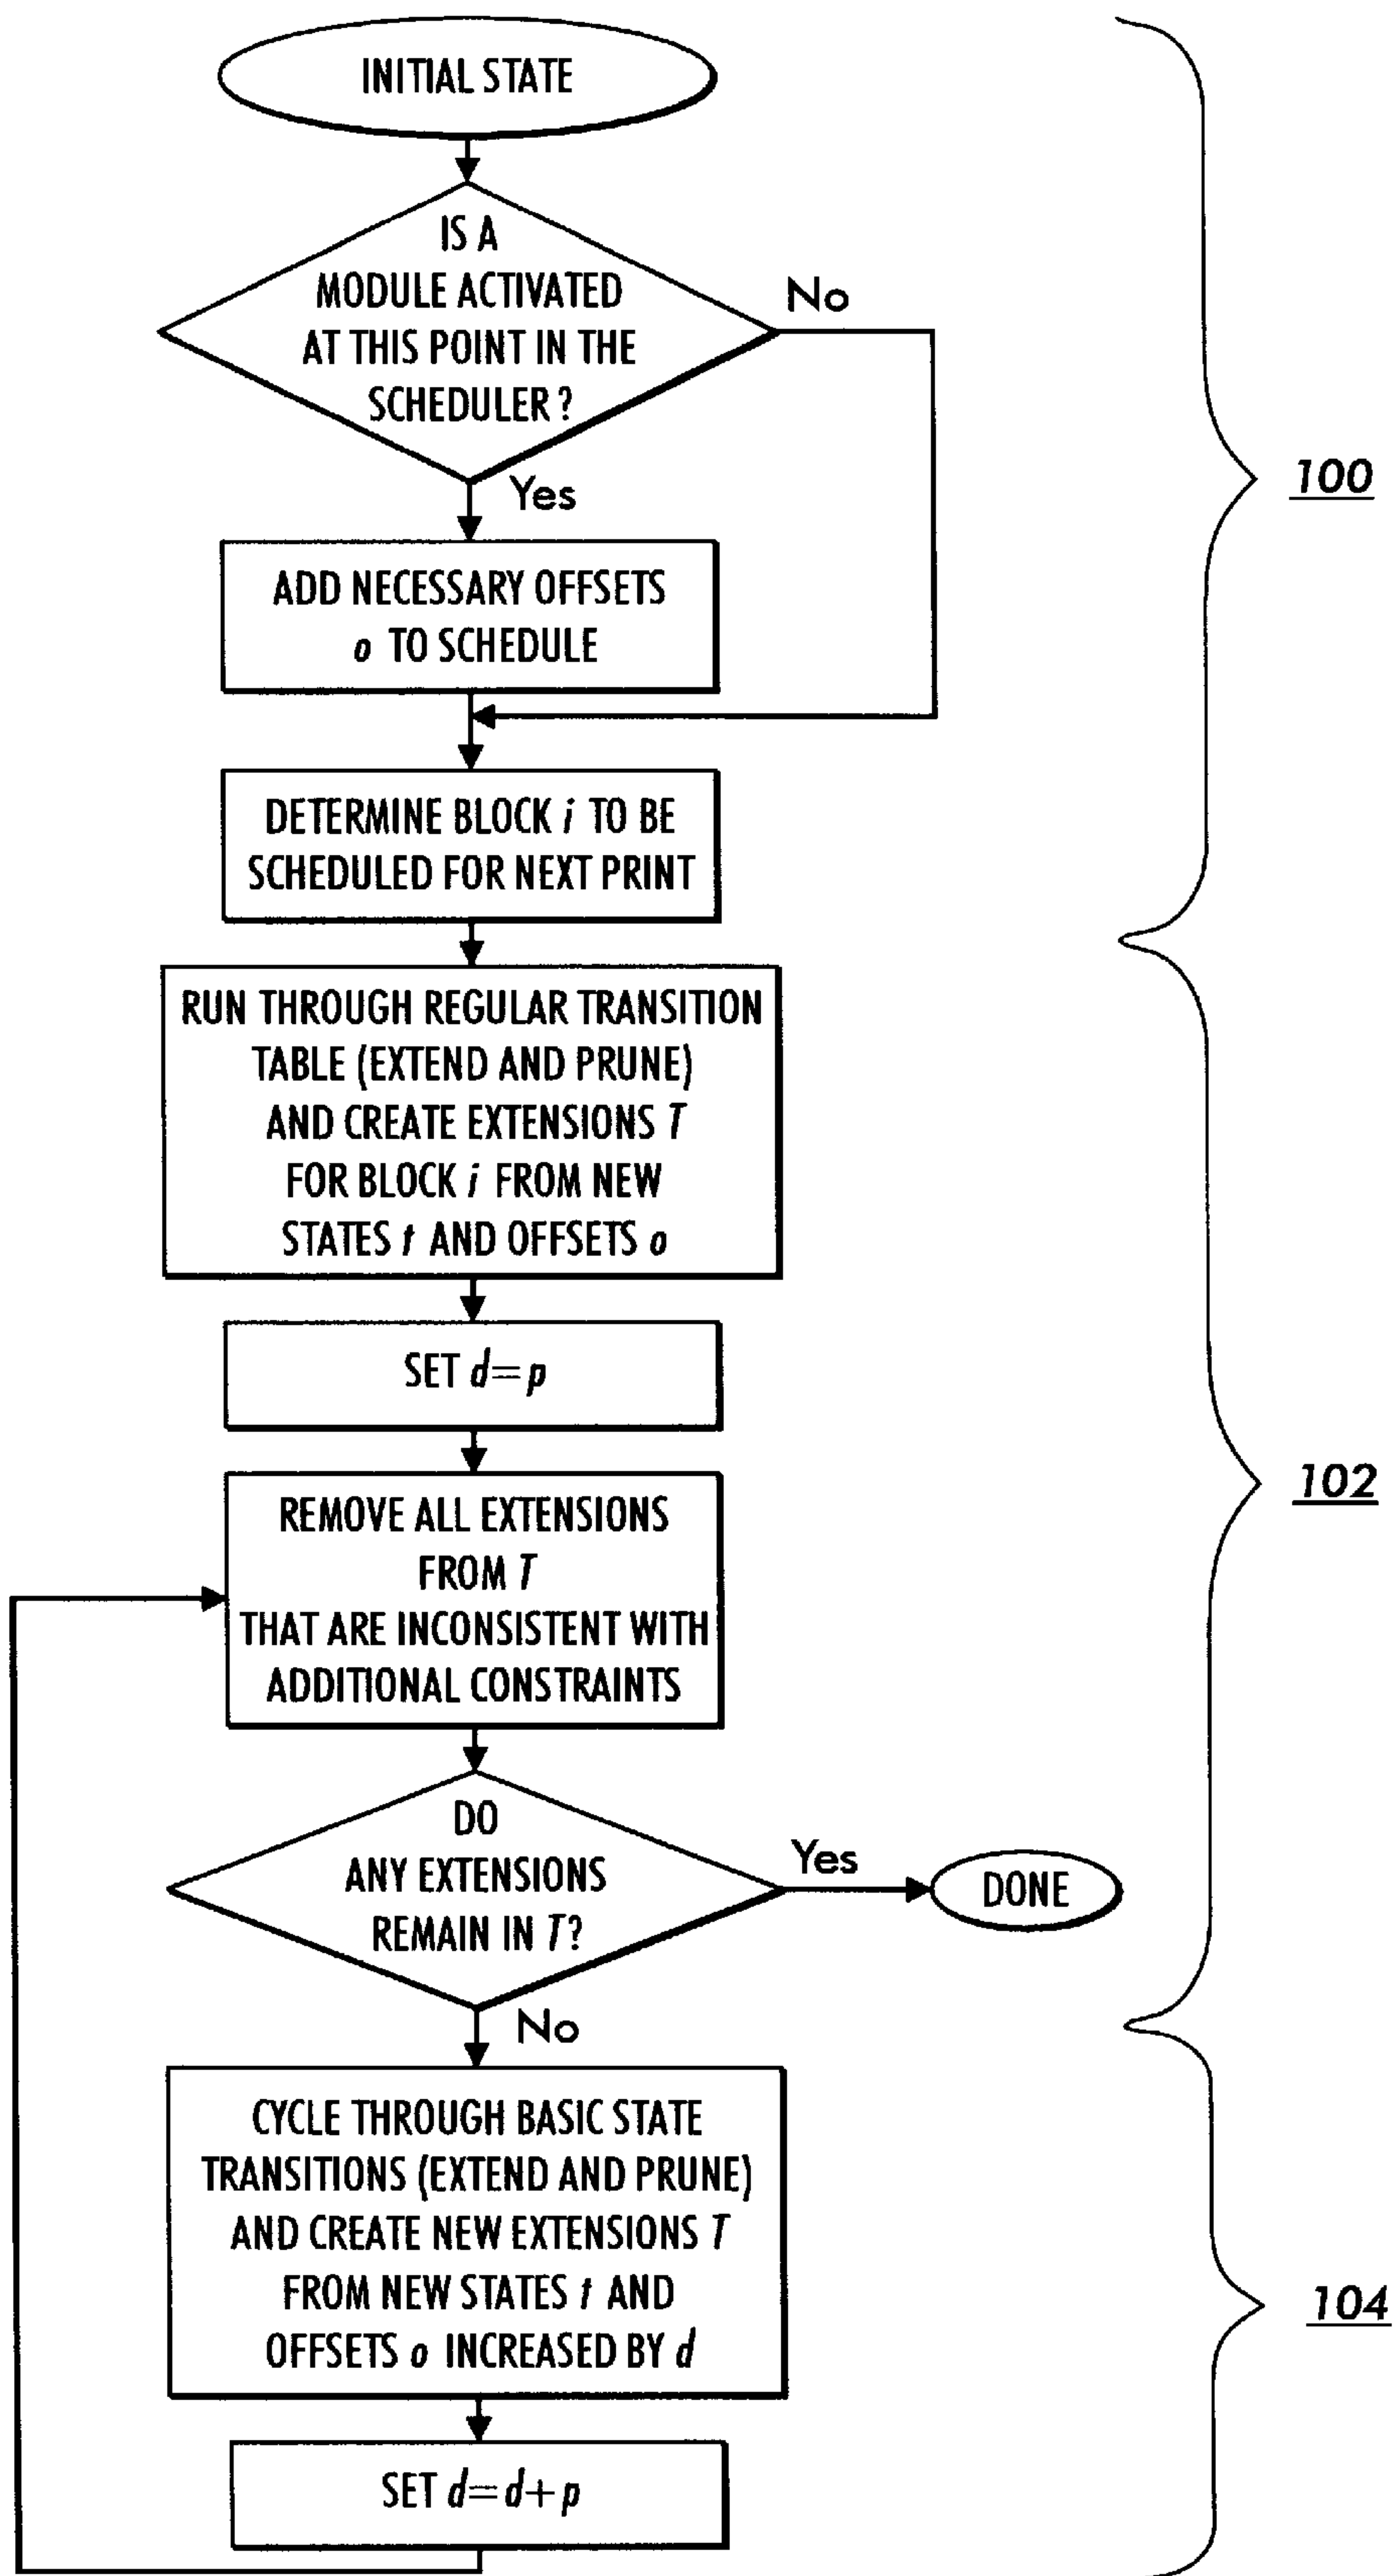 INITIAL STATE
IS A
MODULE ACTIVATED
AT THIS POINT IN THE
SCHEDULER?
No
Yes
100
ADD NECESSARY OFFSETS
o TO SCHEDULE
DETERMINE BLOCK i TO BE
SCHEDULED FOR NEXT PRINT
RUN THROUGH REGULAR TRANSITION
TABLE (EXTEND AND PRUNE)
AND CREATE EXTENSIONS T
FOR BLOCK i FROM NEW
STATES t AND OFFSETS o
SET d=p
102
REMOVE ALL EXTENSIONS
FROM T
THAT ARE INCONSISTENT WITH
ADDITIONAL CONSTRAINTS
DO
ANY EXTENSIONS
REMAIN IN T?
Yes
DONE
No
CYCLE THROUGH BASIC STATE
TRANSITIONS (EXTEND AND PRUNE)
AND CREATE NEW EXTENSIONS T
FROM NEW STATES t AND
OFFSETS o INCREASED BY d
104
SET d=d+p